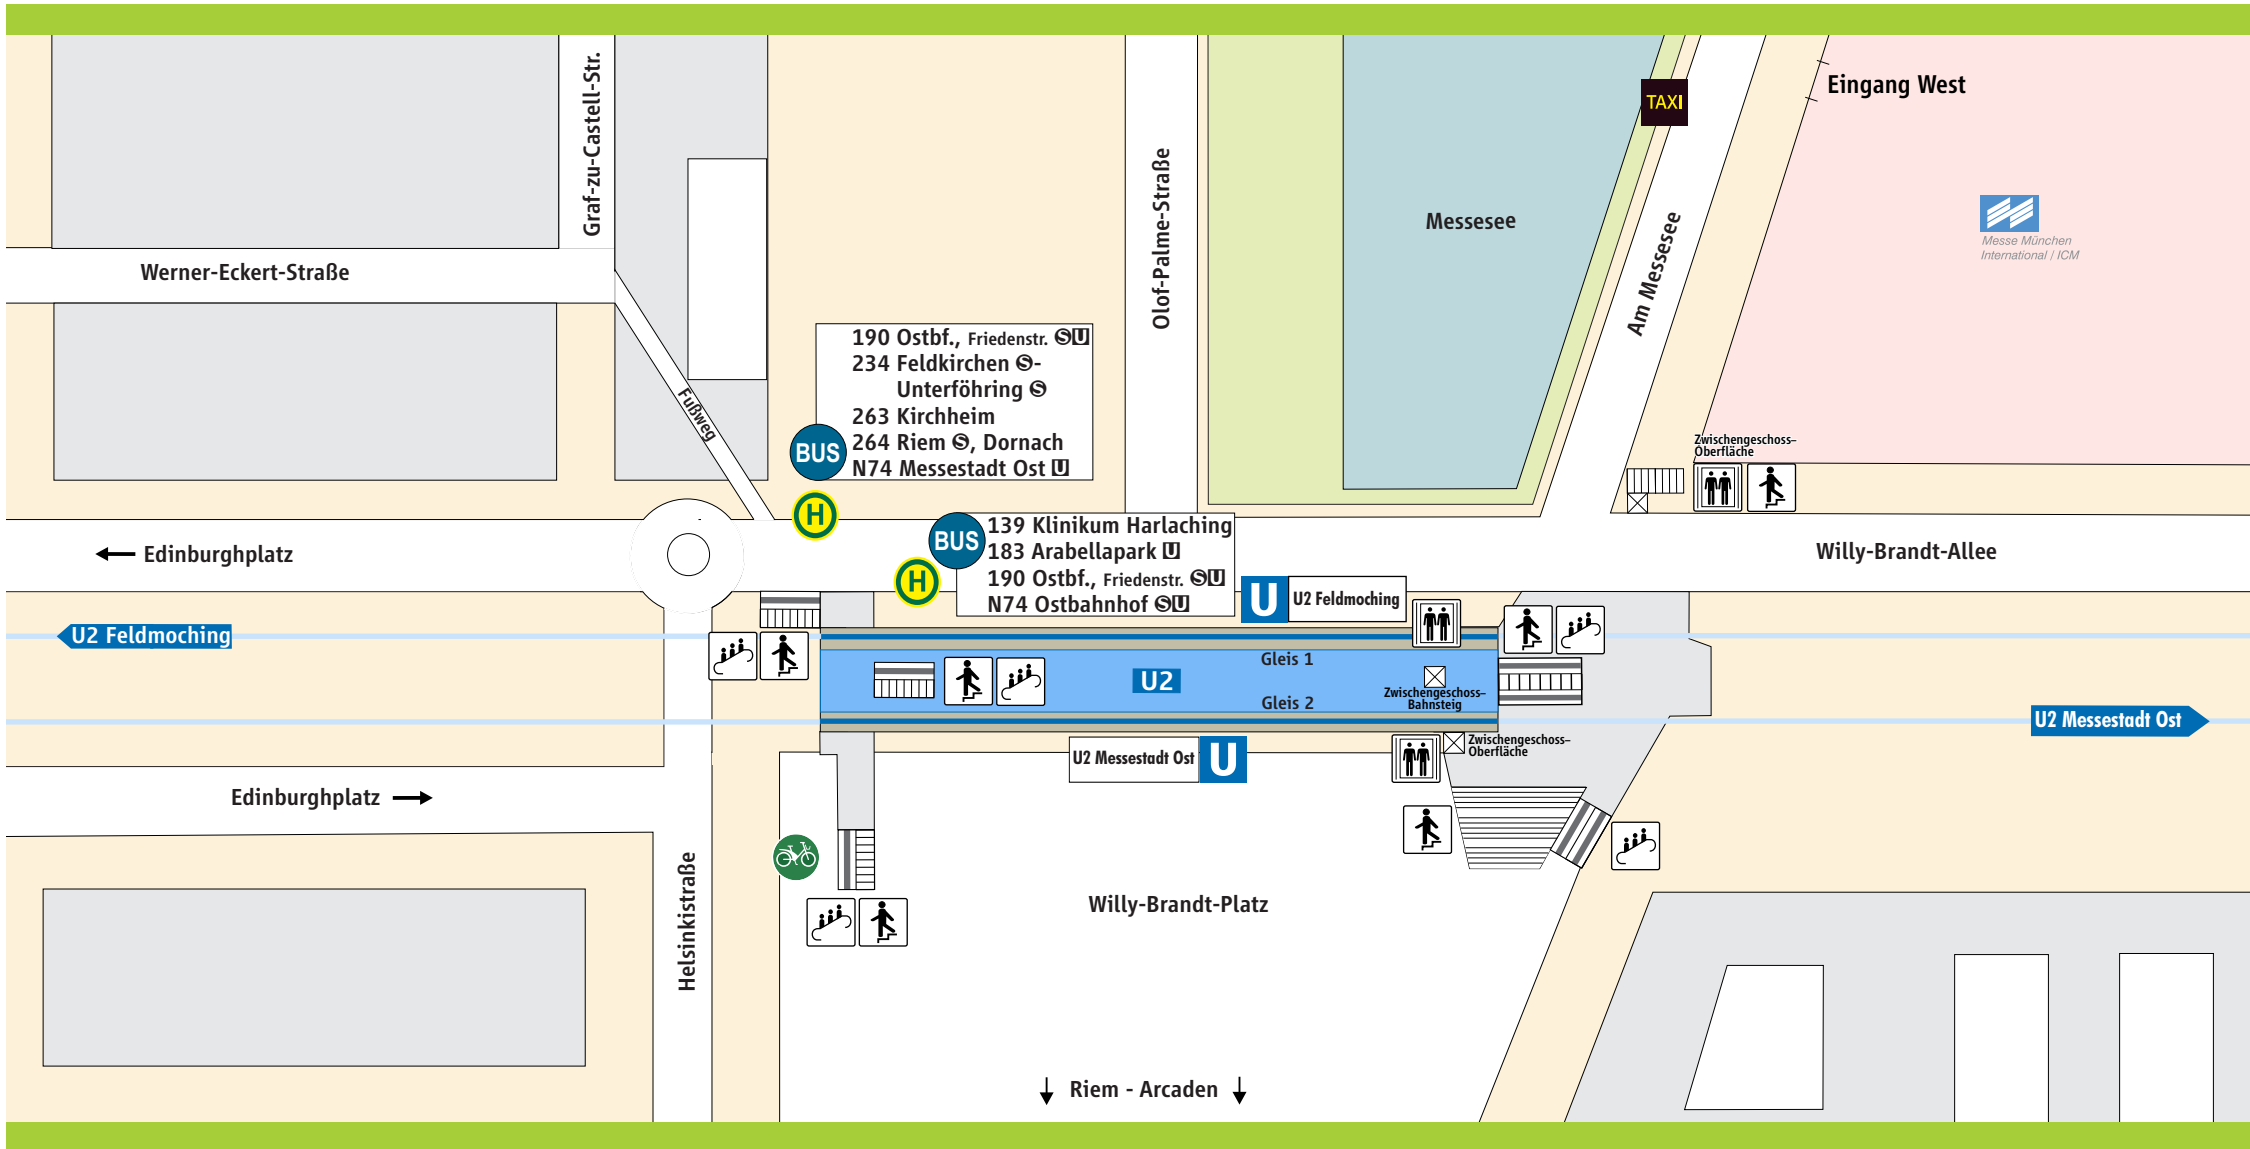 Graf-zu-Castell-Str.
Werner-Eckert-Straße
Fußweg
Olof-Palme-Straße
Messesee
TAXI
Am Messesee
Eingang West
Messe München
International / ICM
BUS
190 Ostbf., Friedenstr. S U
234 Feldkirchen S-
Unterföhring S
263 Kirchheim
264 Riem S, Dornach
N74 Messestadt Ost U
H
BUS
139 Klinikum Harlaching
183 Arabellapark U
190 Ostbf., Friedenstr. S U
N74 Ostbahnhof S U
H
Zwischengeschoss-
Oberfläche
← Edinburghplatz
Willy-Brandt-Allee
U
U2 Feldmoching
U2 Feldmoching
Gleis 1
U2
Gleis 2
Zwischengeschoss-
Bahnsteig
U2 Messestadt Ost
U2 Messestadt Ost
U
Zwischengeschoss-
Oberfläche
Edinburghplatz →
Helsinkistraße
Willy-Brandt-Platz
↓ Riem - Arcaden ↓